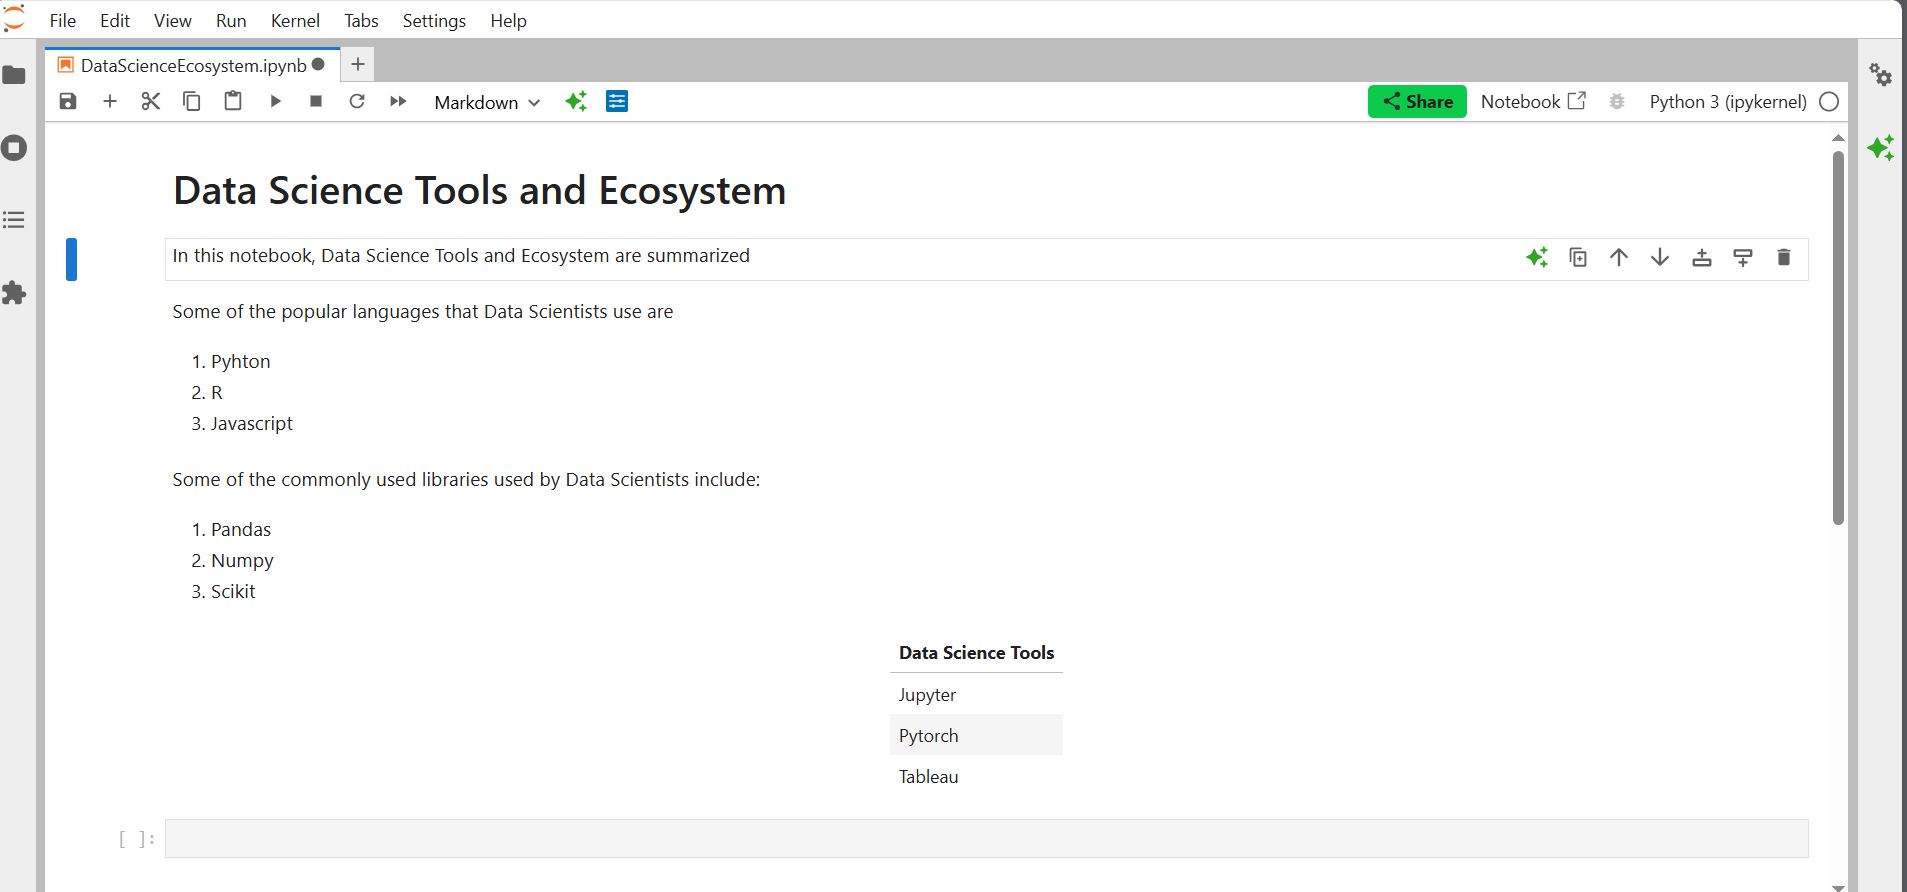 File Edit View Run Kernel Tabs Settings Help
DataScienceEcosystem.ipynb
Markdown Share Notebook Python 3 (ipykernel)
Data Science Tools and Ecosystem
In this notebook, Data Science Tools and Ecosystem are summarized
Some of the popular languages that Data Scientists use are
1. Pyhton
2. R
3. Javascript
Some of the commonly used libraries used by Data Scientists include:
1. Pandas
2. Numpy
3. Scikit
Data Science Tools
Jupyter
Pytorch
Tableau
[ ]: